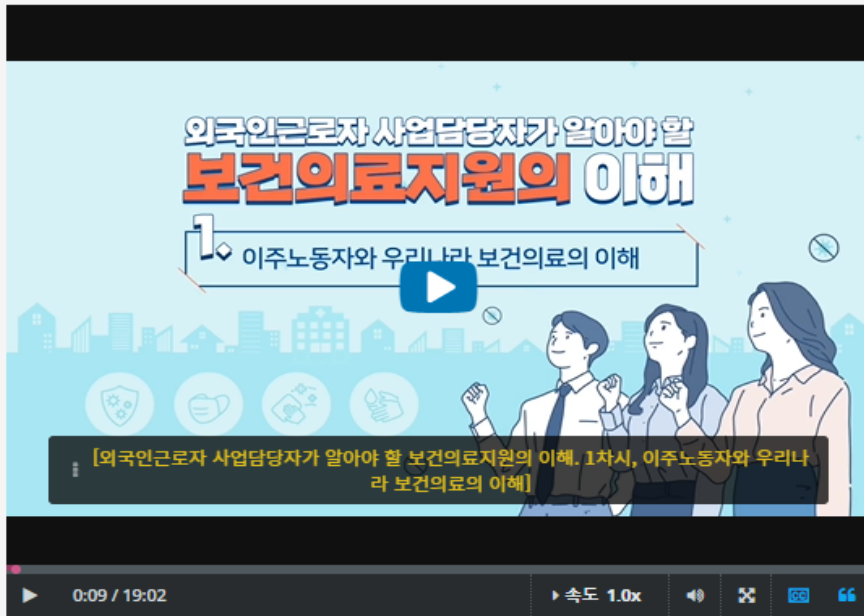 외국인근로자 사업담당자가 알아야 할
보건의료지원의 이해
1. 이주노동자와 우리나라 보건의료의 이해
[외국인근로자 사업담당자가 알아야 할 보건의료지원의 이해. 1차시, 이주노동자와 우리나
라 보건의료의 이해]
0:09 / 19:02 속도 1.0x CC